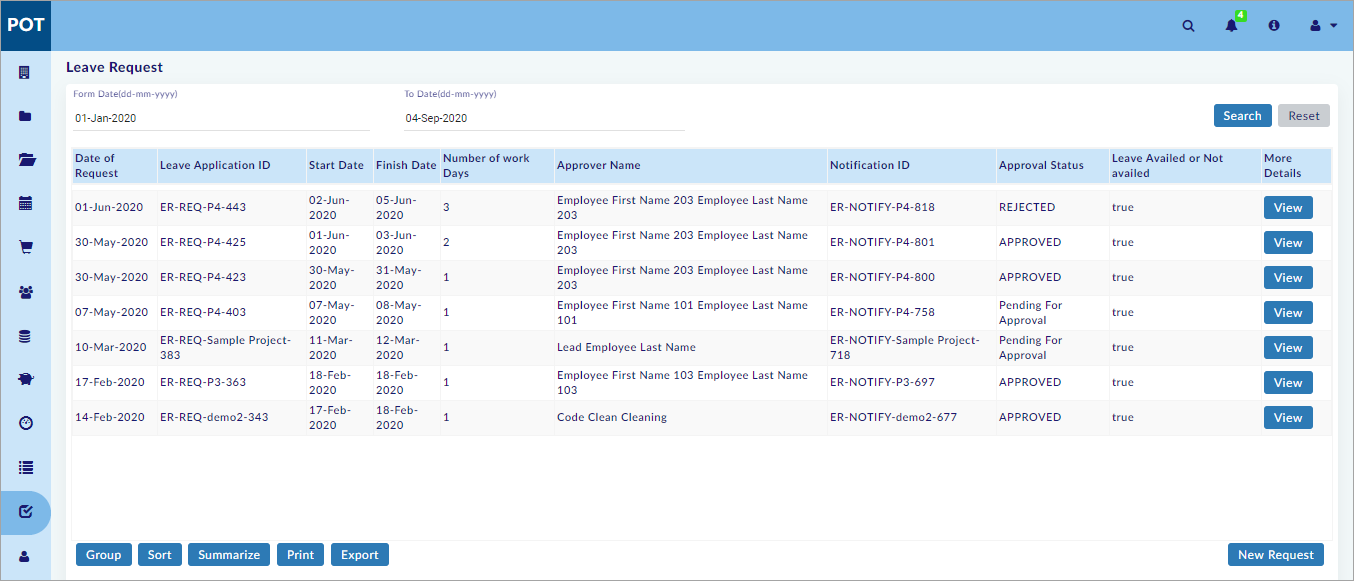 POT
4
Leave Request
Form Date(dd-mm-yyyy) To Date(dd-mm-yyyy)
01-Jan-2020 04-Sep-2020
Search Reset
Date of Request Leave Application ID Start Date Finish Date Number of work Days Approver Name Notification ID Approval Status Leave Availed or Not availed More Details
01-Jun-2020 ER-REQ-P4-443 02-Jun-2020 05-Jun-2020 3 Employee First Name 203 Employee Last Name 203 ER-NOTIFY-P4-818 REJECTED true View
30-May-2020 ER-REQ-P4-425 01-Jun-2020 03-Jun-2020 2 Employee First Name 203 Employee Last Name 203 ER-NOTIFY-P4-801 APPROVED true View
30-May-2020 ER-REQ-P4-423 30-May-2020 31-May-2020 1 Employee First Name 203 Employee Last Name 203 ER-NOTIFY-P4-800 APPROVED true View
07-May-2020 ER-REQ-P4-403 07-May-2020 08-May-2020 1 Employee First Name 101 Employee Last Name 101 ER-NOTIFY-P4-758 Pending For Approval true View
10-Mar-2020 ER-REQ-Sample Project-383 11-Mar-2020 12-Mar-2020 1 Lead Employee Last Name ER-NOTIFY-Sample Project-718 Pending For Approval true View
17-Feb-2020 ER-REQ-P3-363 18-Feb-2020 18-Feb-2020 1 Employee First Name 103 Employee Last Name 103 ER-NOTIFY-P3-697 APPROVED true View
14-Feb-2020 ER-REQ-demo2-343 17-Feb-2020 18-Feb-2020 1 Code Clean Cleaning ER-NOTIFY-demo2-677 APPROVED true View
Group Sort Summarize Print Export New Request